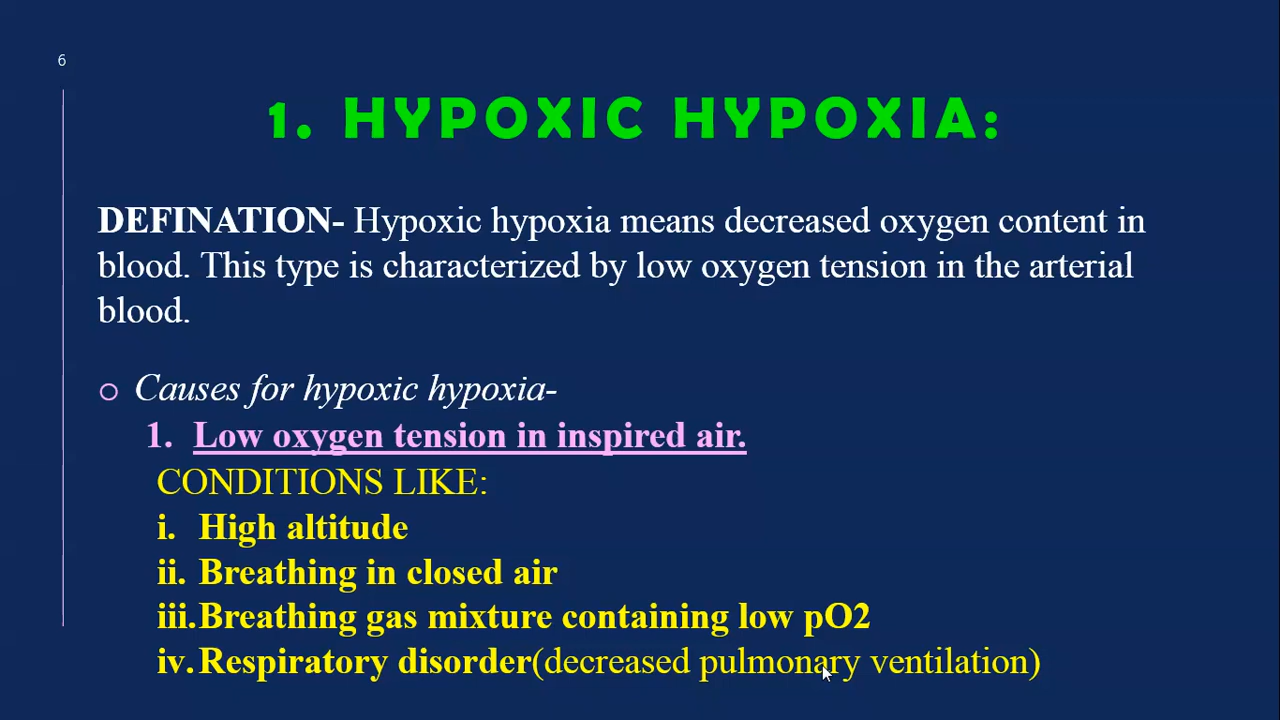 6
1. HYPOXIC HYPOXIA:
DEFINATION- Hypoxic hypoxia means decreased oxygen content in
blood. This type is characterized by low oxygen tension in the arterial
blood.
Causes for hypoxic hypoxia-
1. Low oxygen tension in inspired air.
CONDITIONS LIKE:
i. High altitude
ii. Breathing in closed air
iii.Breathing gas mixture containing low pO2
iv.Respiratory disorder(decreased pulmonary ventilation)